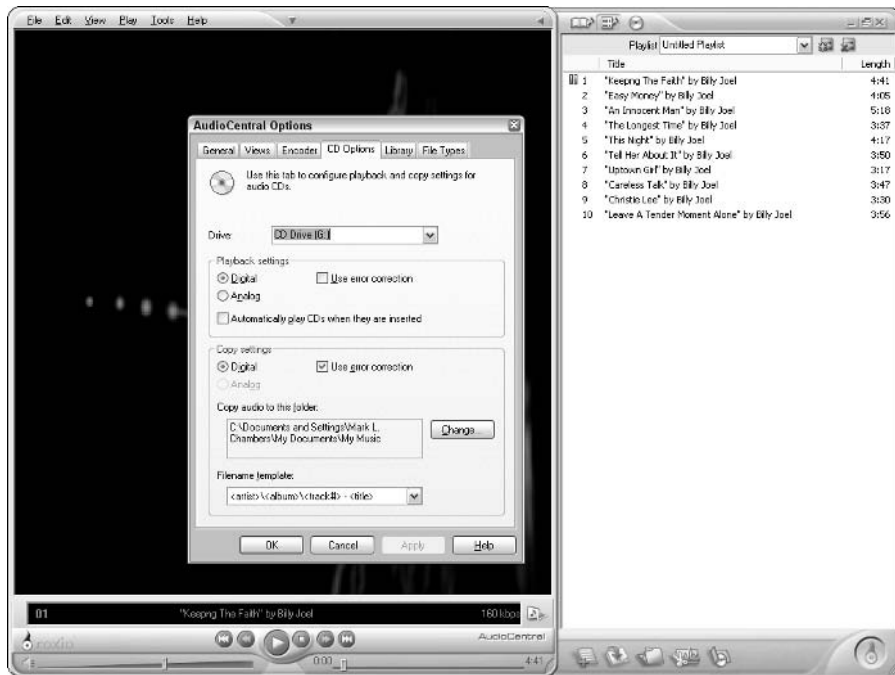 File Edit View Play Tools Help
AudioCentral Options
General Views Encoder CD Options Library File Types
Use this tab to configure playback and copy settings for
audio CDs.
Drive: CD Drive (G:)
Playback settings
Digital Use error correction
Analog
Automatically play CDs when they are inserted
Copy settings
Digital Use error correction
Analog
Copy audio to this folder:
C:\Documents and Settings\Mark L.
Chambers\My Documents\My Music
Change...
Filename template:
<artist>\<album>\<track#> - <title>
OK Cancel Apply Help
01 "Keepng The Faith" by Billy Joel 160 kbps
roxio AudioCentral
0:00 4:41
Playlist Untitled Playlist
Title Length
1 "Keepng The Faith" by Billy Joel 4:41
2 "Easy Money" by Billy Joel 4:05
3 "An Innocent Man" by Billy Joel 5:18
4 "The Longest Time" by Billy Joel 3:37
5 "This Night" by Billy Joel 4:17
6 "Tell Her About It" by Billy Joel 3:50
7 "Uptown Girl" by Billy Joel 3:17
8 "Careless Talk" by Billy Joel 3:47
9 "Christie Lee" by Billy Joel 3:30
10 "Leave A Tender Moment Alone" by Billy Joel 3:56